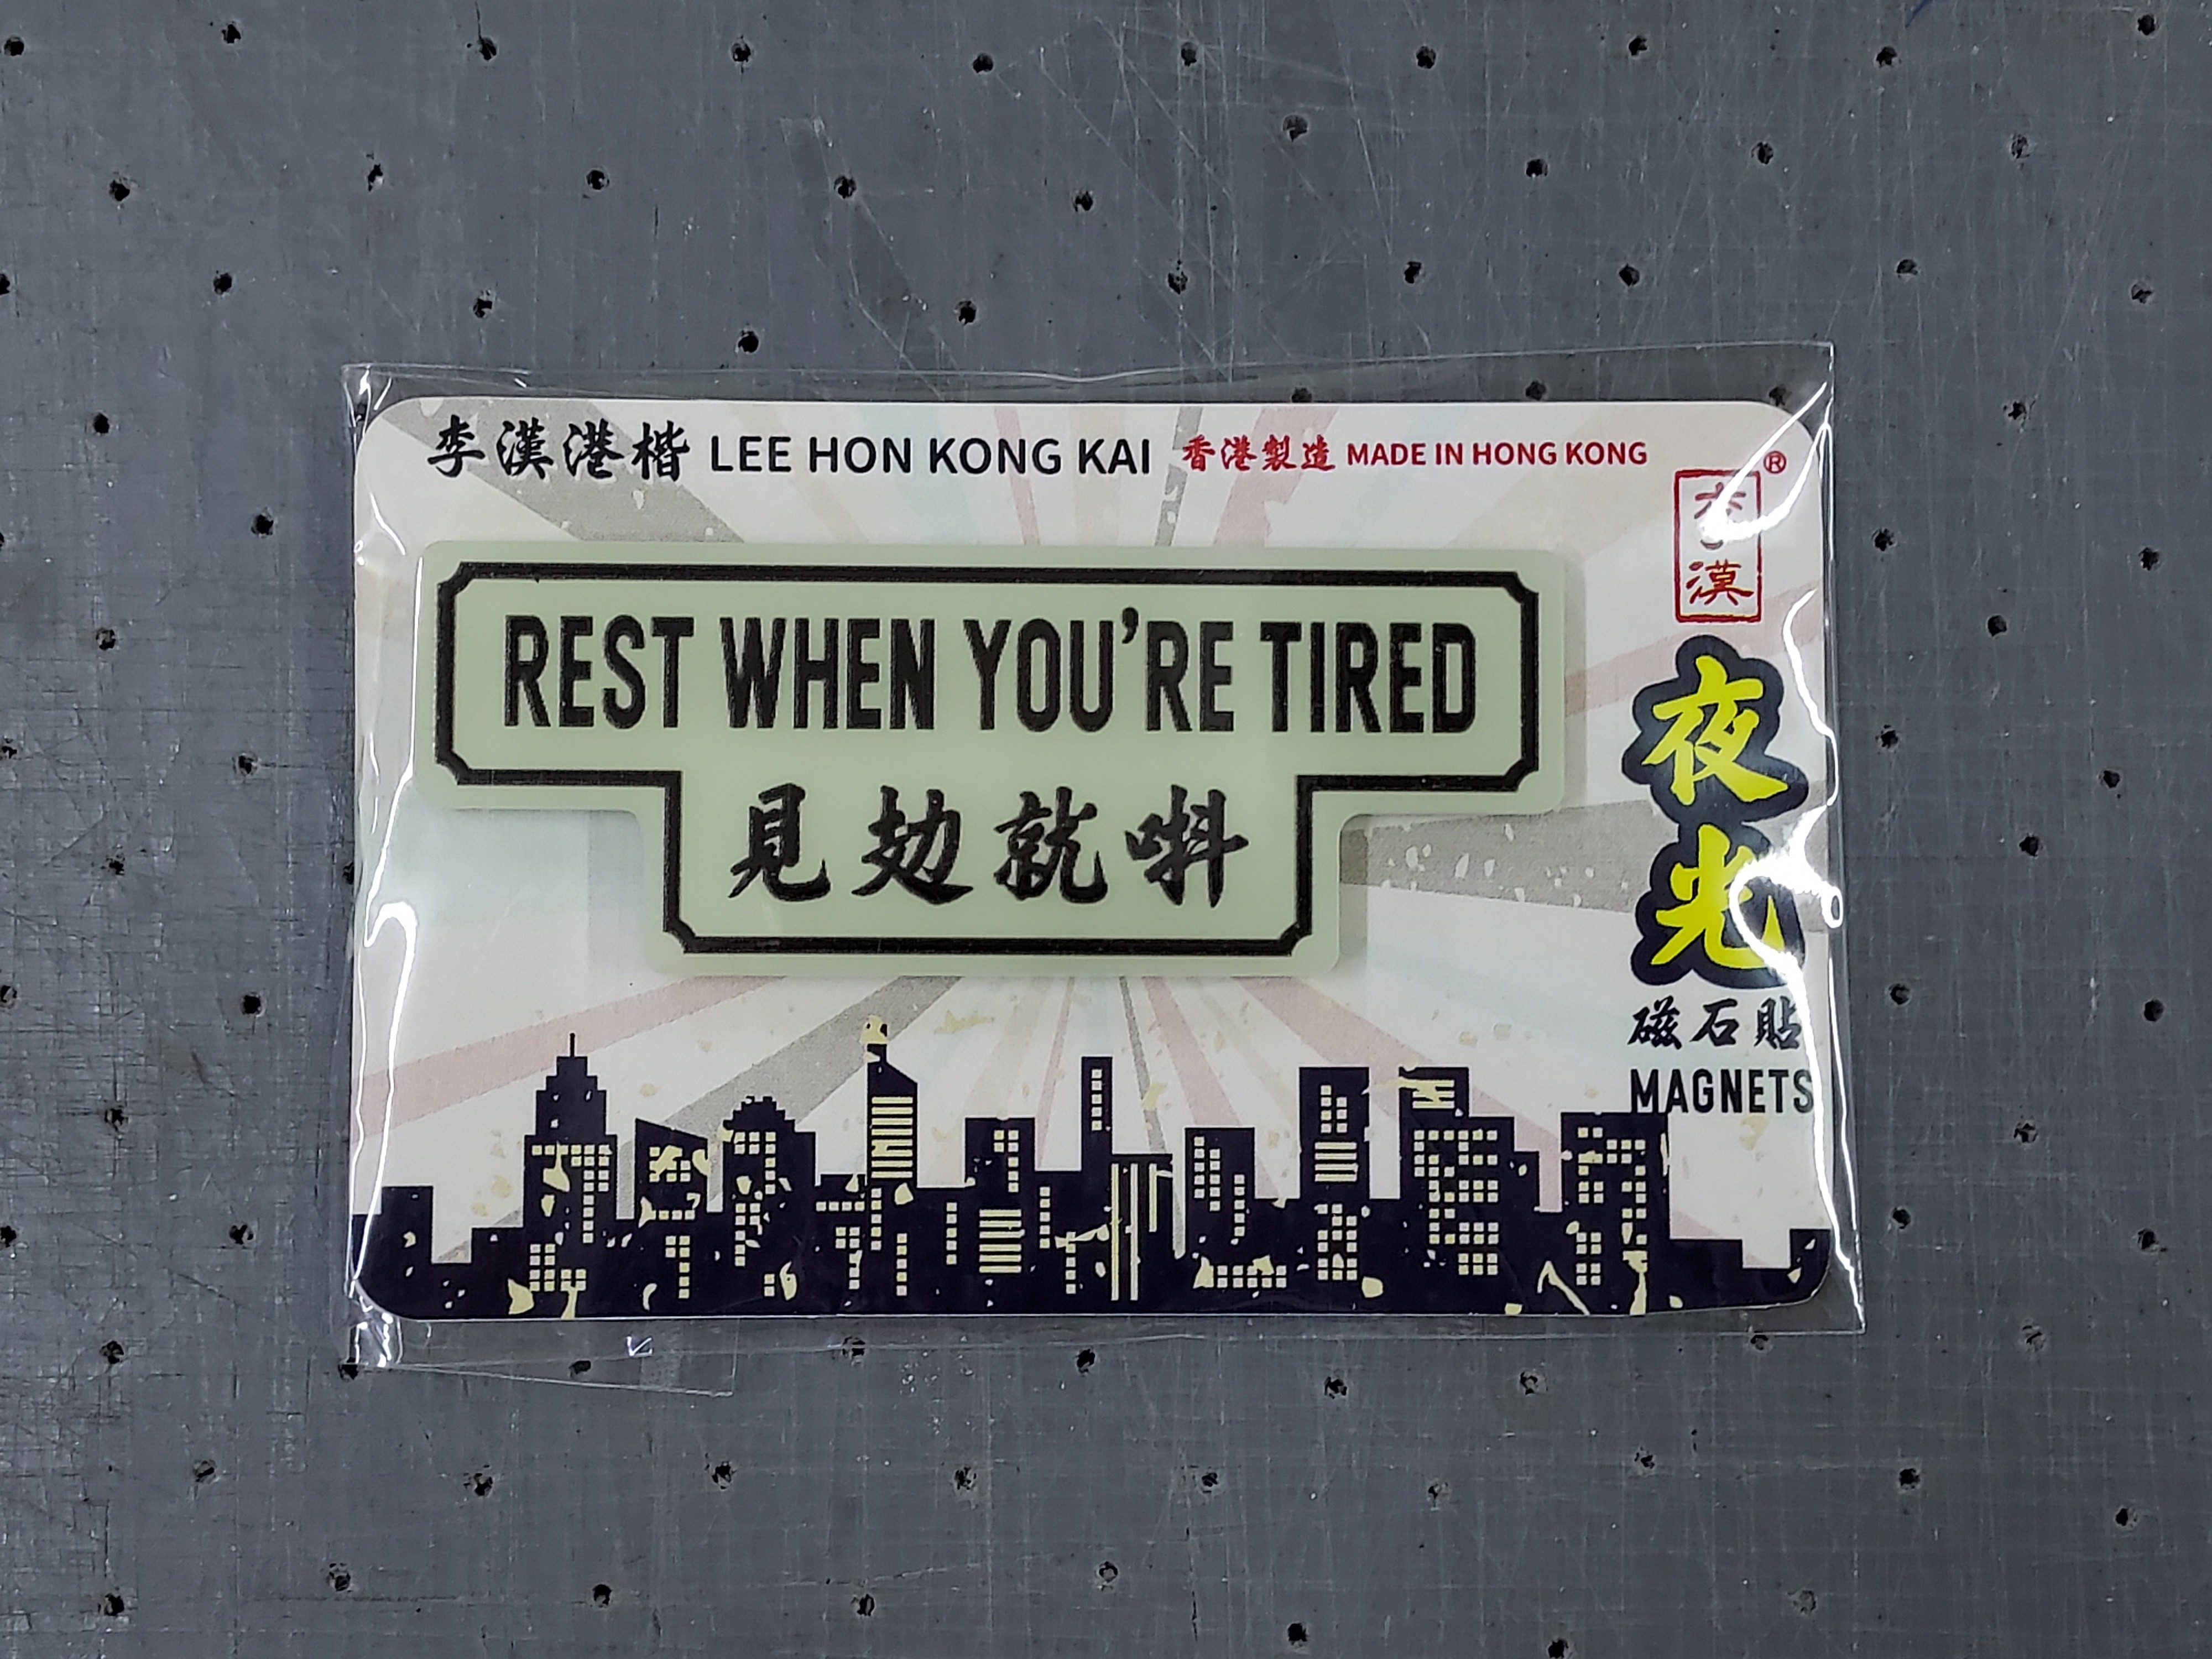 李漢港楷 LEE HON KONG KAI 香港製造 MADE IN HONG KONG
®
李漢
REST WHEN YOU'RE TIRED
見攰就唞
夜光
磁石貼
MAGNETS